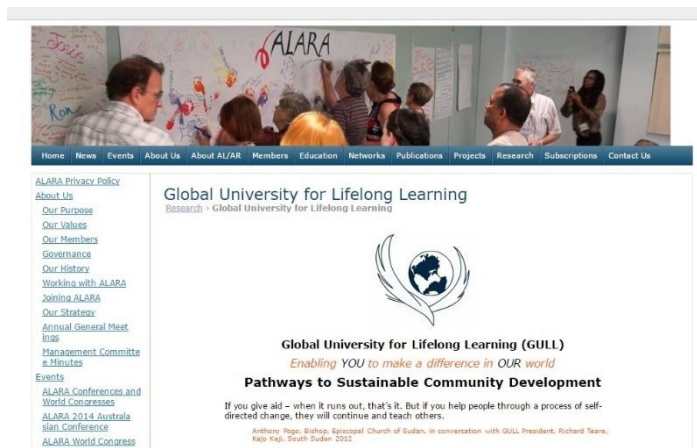 Josie
Ron
ALARA
Home News Events About Us About AL/AR Members Education Networks Publications Projects Research Subscriptions Contact Us
ALARA Privacy Policy
About Us
Our Purpose
Our Values
Our Members
Governance
Our History
Working with ALARA
Joining ALARA
Our Strategy
Annual General Meet
ings
Management Committe
e Minutes
Events
ALARA Conferences and
World Congresses
ALARA 2014 Australa
sian Conference
ALARA World Congress
Global University for Lifelong Learning
Research › Global University for Lifelong Learning
Global University for Lifelong Learning (GULL)
Enabling YOU to make a difference in OUR world
Pathways to Sustainable Community Development
If you give aid – when it runs out, that's it. But if you help people through a process of self-
directed change, they will continue and teach others.
Anthony Pogo, Bishop, Episcopal Church of Sudan, in conversation with GULL President, Richard Teare,
Kajo Keji, South Sudan 2012